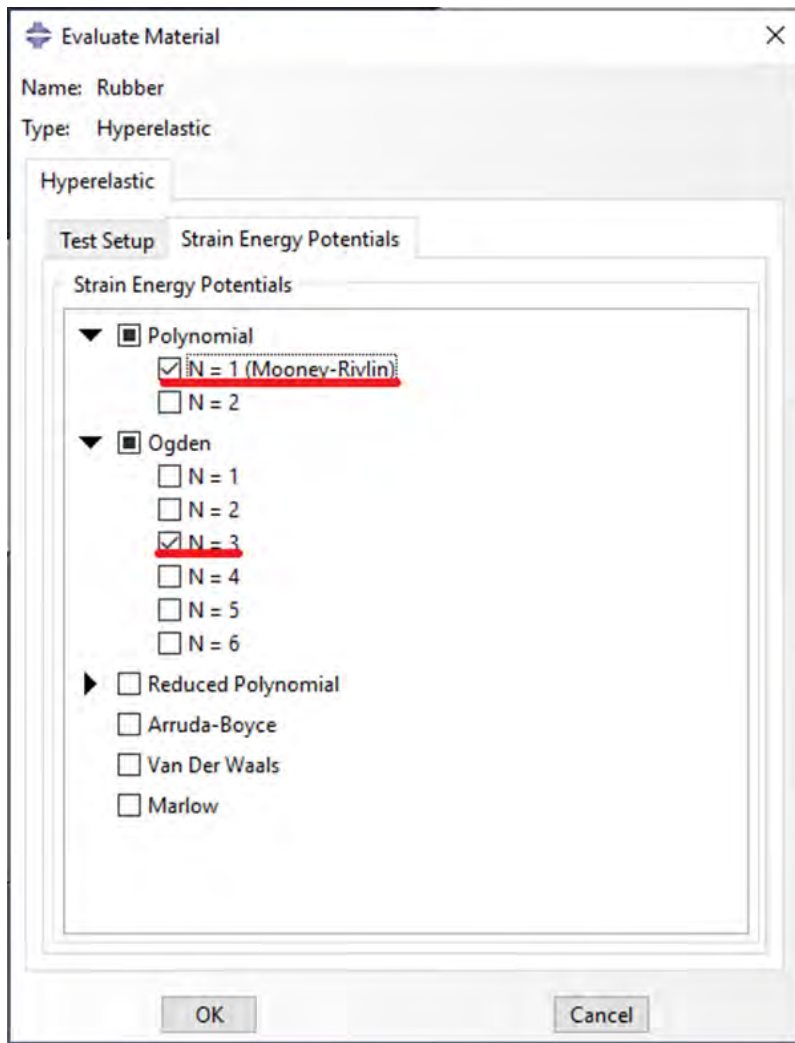 Evaluate Material
Name: Rubber
Type: Hyperelastic
Hyperelastic
Test Setup Strain Energy Potentials
Strain Energy Potentials
Polynomial
N = 1 (Mooney-Rivlin)
N = 2
Ogden
N = 1
N = 2
N = 3
N = 4
N = 5
N = 6
Reduced Polynomial
Arruda-Boyce
Van Der Waals
Marlow
OK Cancel